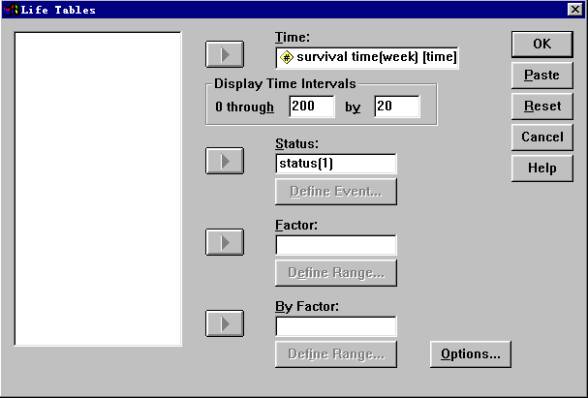 Life Tables
Time:
survival time(week) [time]
Display Time Intervals
0 through 200 by 20
Status:
status(1)
Define Event...
Factor:
Define Range...
By Factor:
Define Range...
Options...
OK
Paste
Reset
Cancel
Help